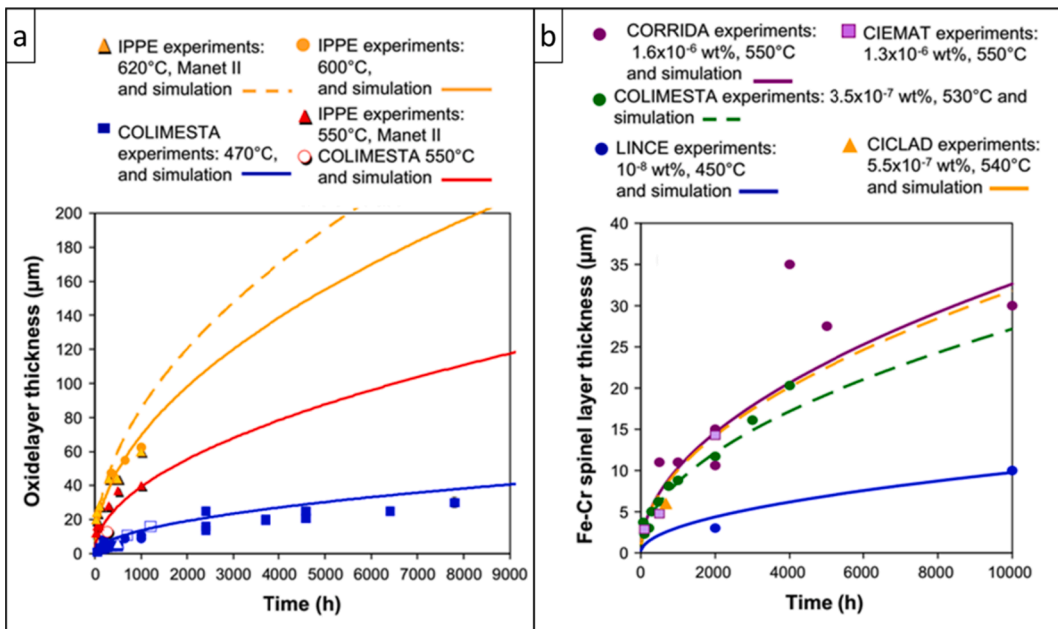 a
IPPE experiments:
620°C, Manet II
and simulation
IPPE experiments:
600°C,
and simulation
COLIMESTA
experiments: 470°C,
and simulation
IPPE experiments:
550°C, Manet II
COLIMESTA 550°C
and simulation
200
180
160
140
120
100
80
60
40
20
0
Oxidelayer thickness (μm)
0 1000 2000 3000 4000 5000 6000 7000 8000 9000
Time (h)
b
CORRIDA experiments:
1.6x10⁻⁶ wt%, 550°C
and simulation
CIEMAT experiments:
1.3x10⁻⁶ wt%, 550°C
COLIMESTA experiments: 3.5x10⁻⁷ wt%, 530°C and
simulation
LINCE experiments:
10⁻⁸ wt%, 450°C
and simulation
CICLAD experiments:
5.5x10⁻⁷ wt%, 540°C
and simulation
40
35
30
25
20
15
10
5
0
Fe-Cr spinel layer thickness (μm)
0 2000 4000 6000 8000 10000
Time (h)